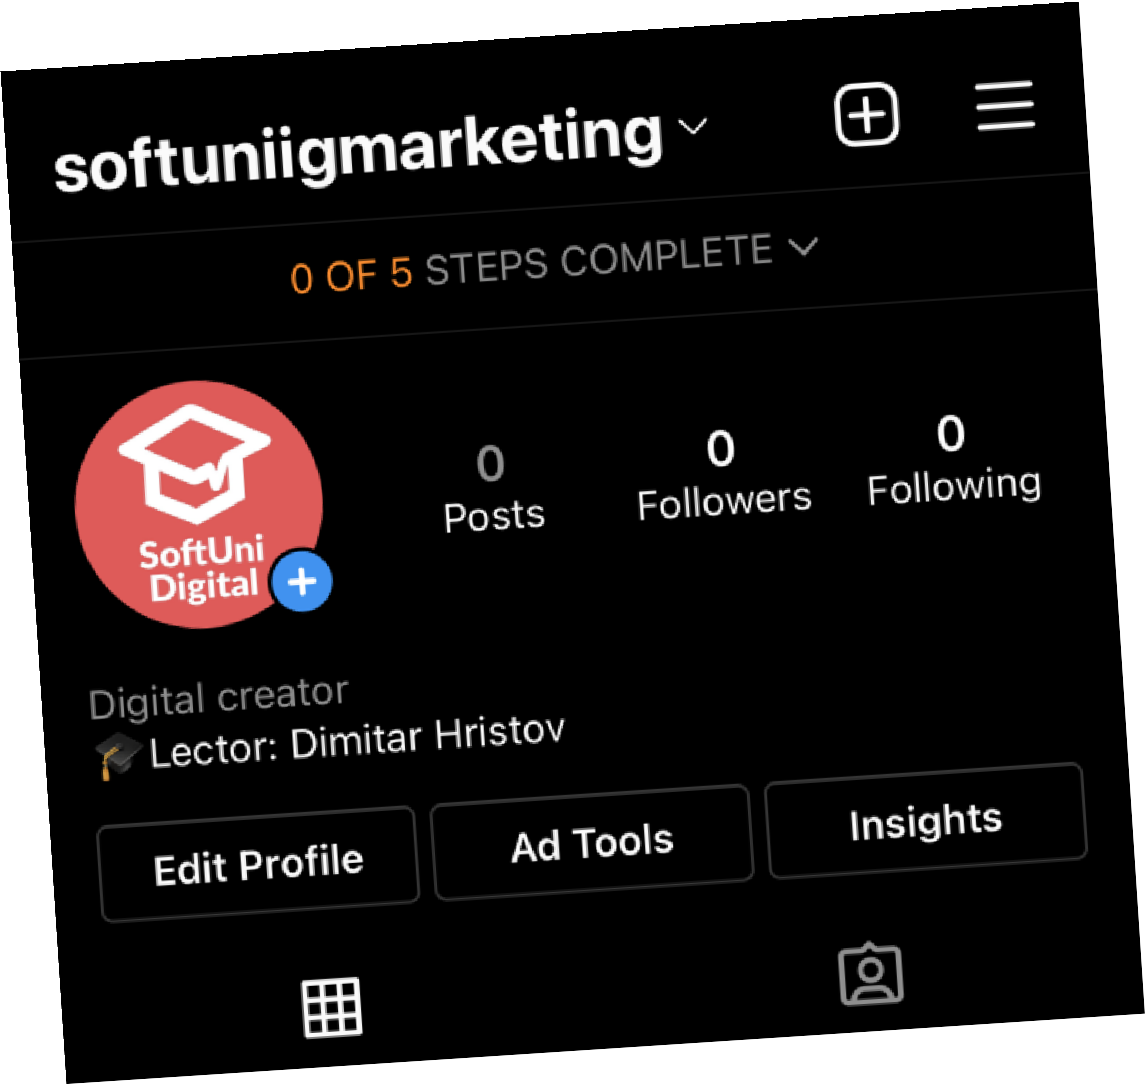 softuniigmarketing
0 OF 5 STEPS COMPLETE
0
0
0
Posts
Followers
Following
SoftUni
Digital
Digital creator
🎓Lector: Dimitar Hristov
Edit Profile
Ad Tools
Insights